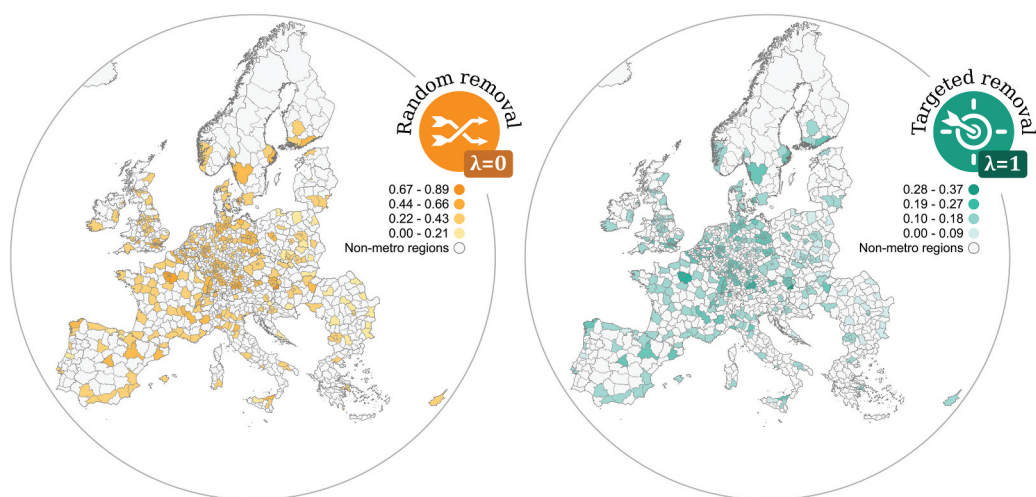 Random removal
λ=0
0.67 - 0.89
0.44 - 0.66
0.22 - 0.43
0.00 - 0.21
Non-metro regions
Targeted removal
λ=1
0.28 - 0.37
0.19 - 0.27
0.10 - 0.18
0.00 - 0.09
Non-metro regions